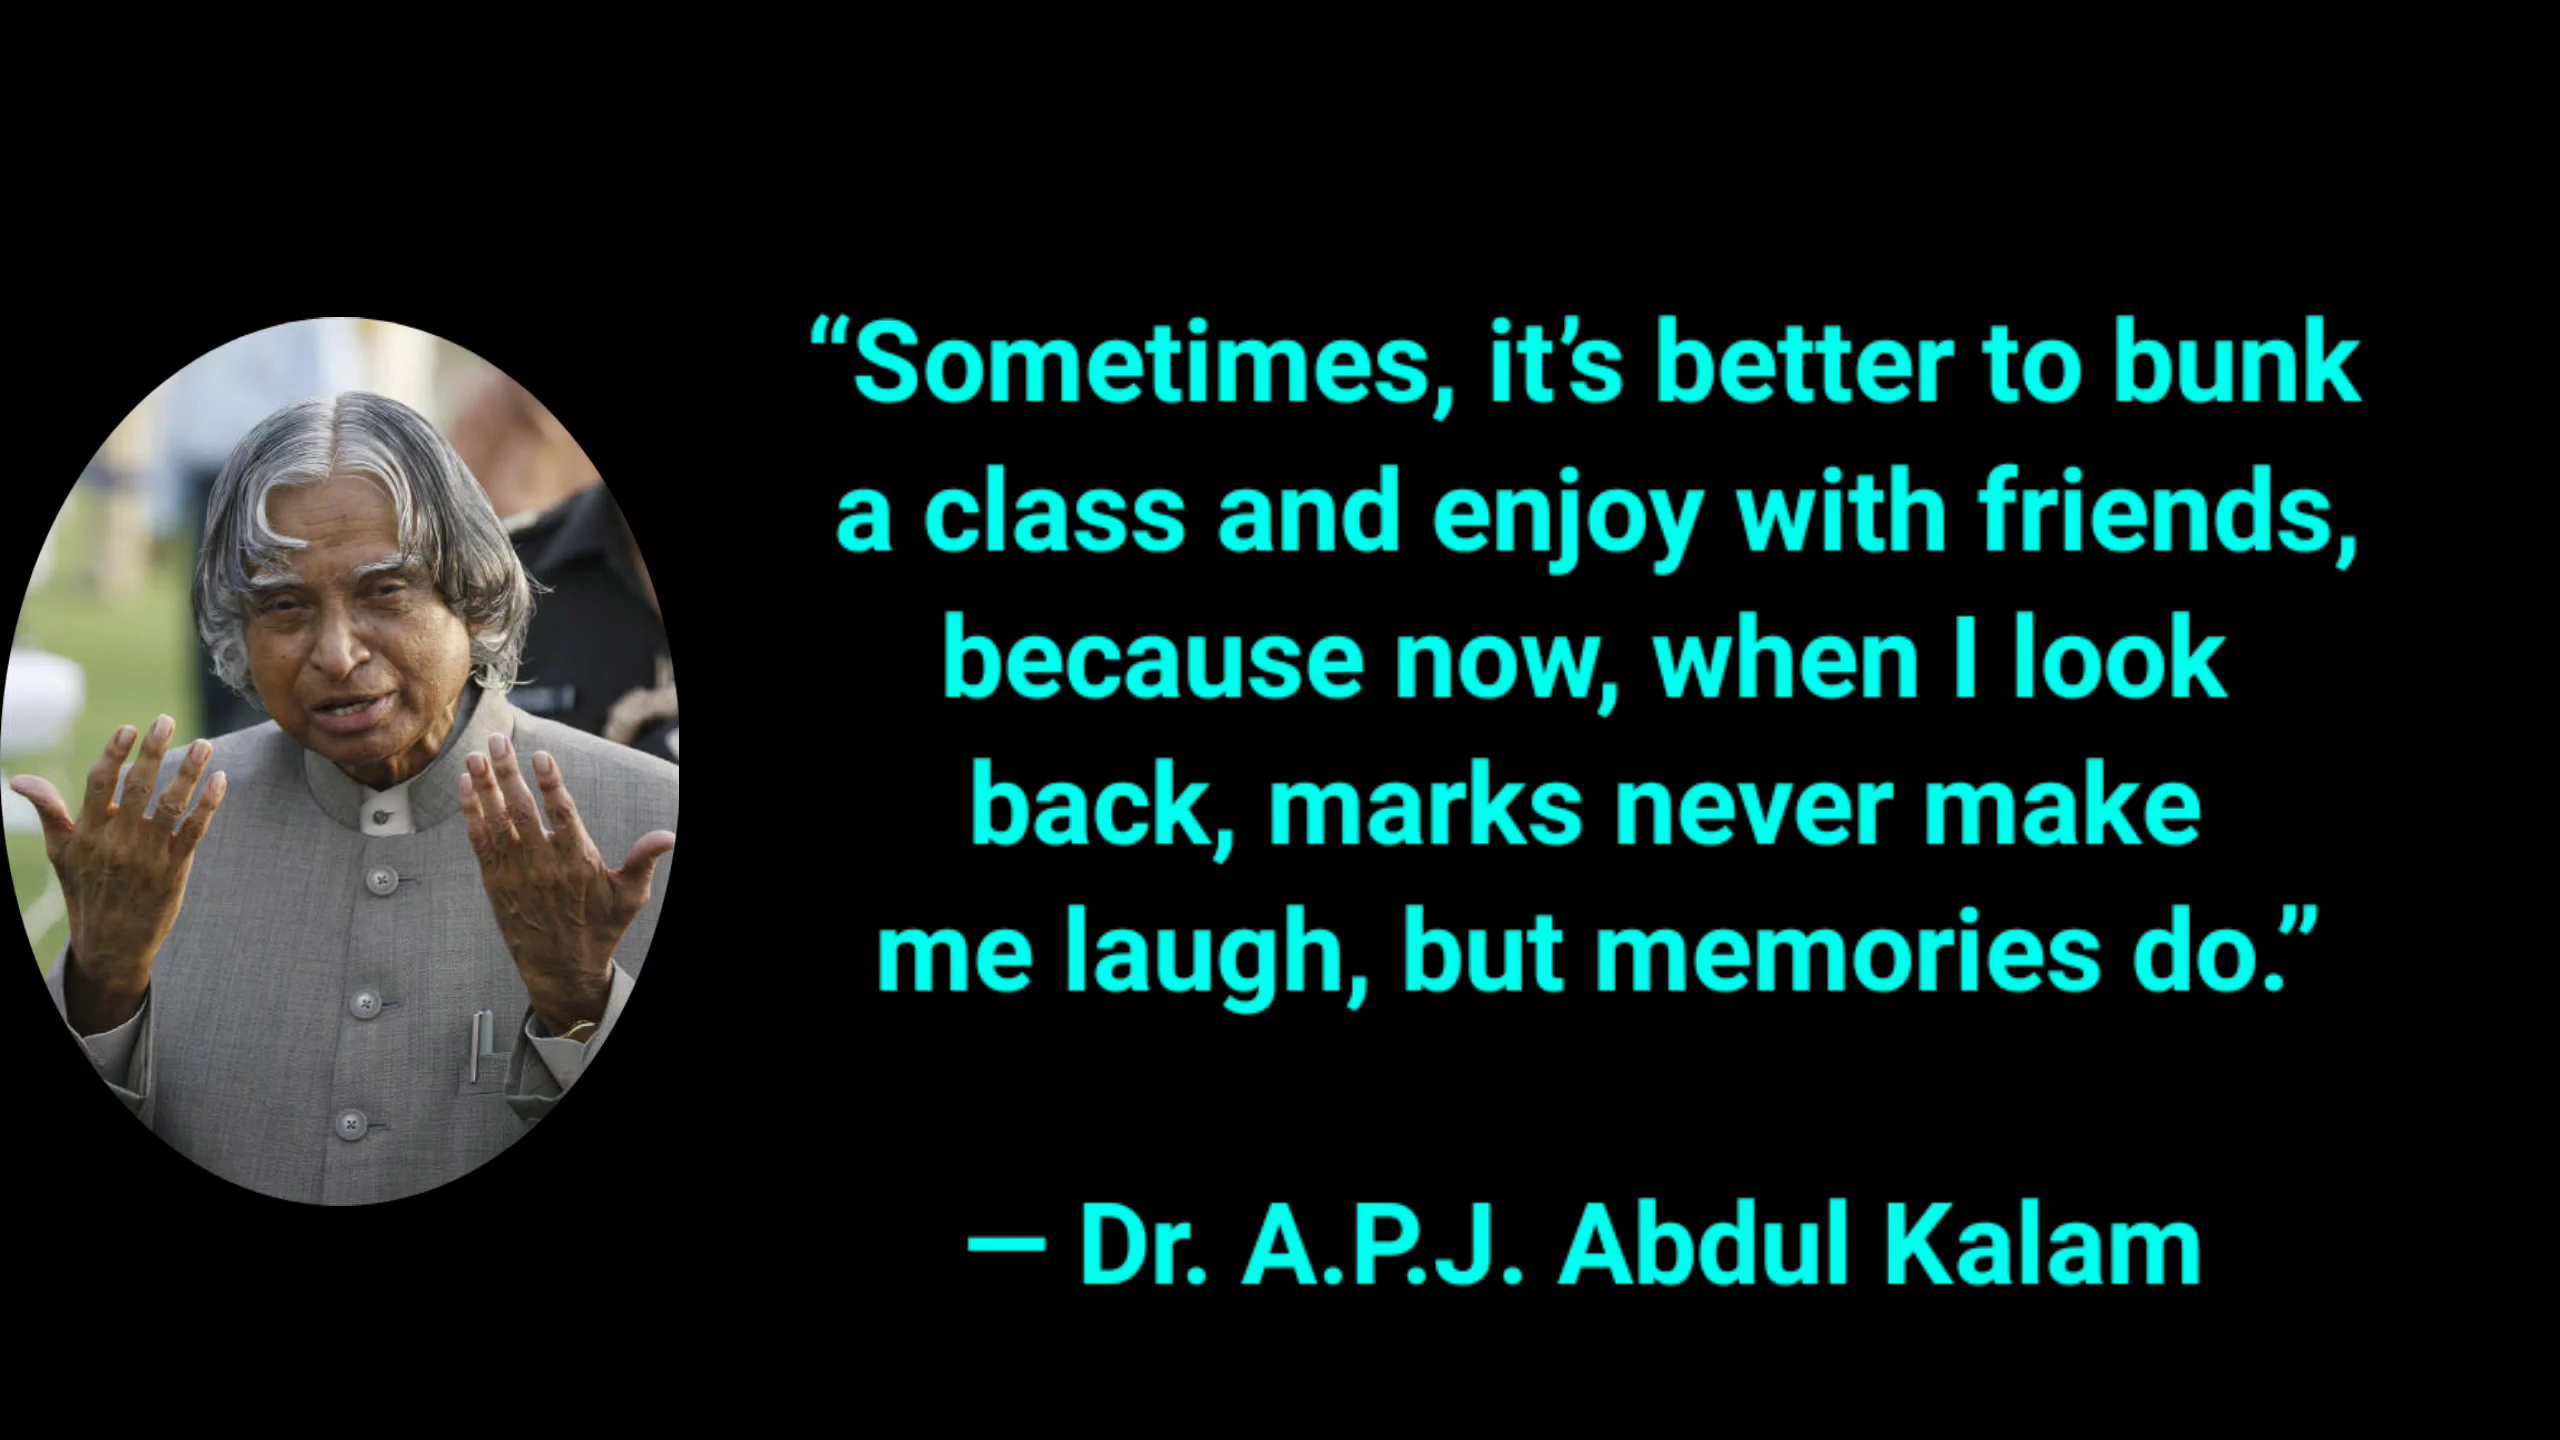 “Sometimes, it’s better to bunk
a class and enjoy with friends,
because now, when I look
back, marks never make
me laugh, but memories do.”
— Dr. A.P.J. Abdul Kalam